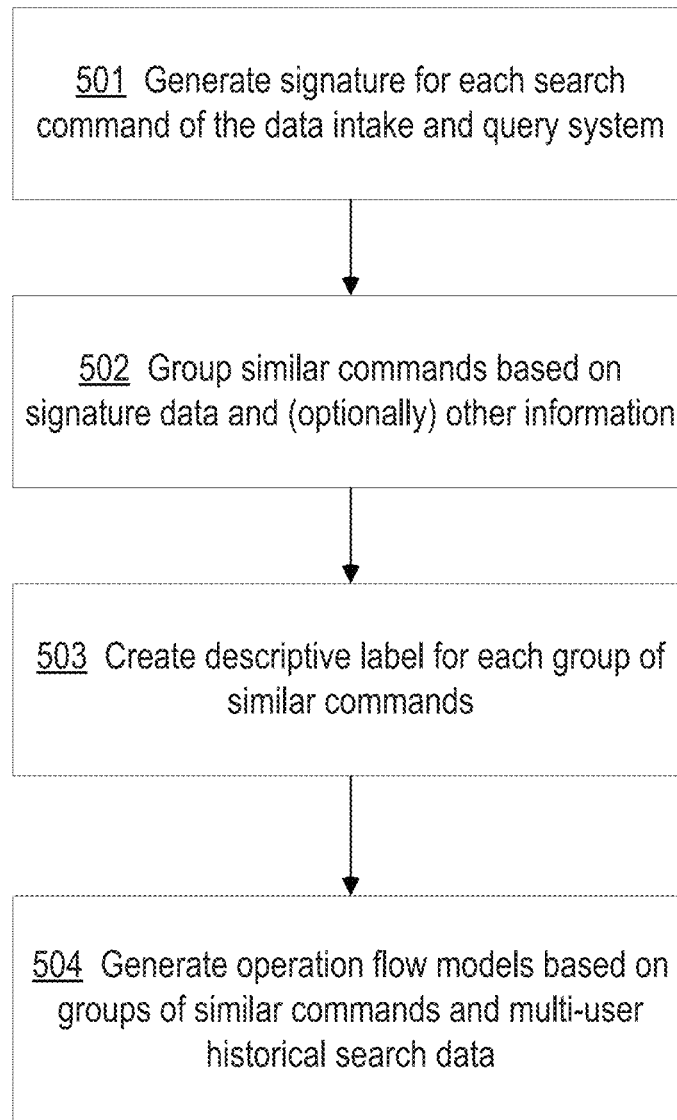 501 Generate signature for each search
command of the data intake and query system
502 Group similar commands based on
signature data and (optionally) other information
503 Create descriptive label for each group of
similar commands
504 Generate operation flow models based on
groups of similar commands and multi-user
historical search data